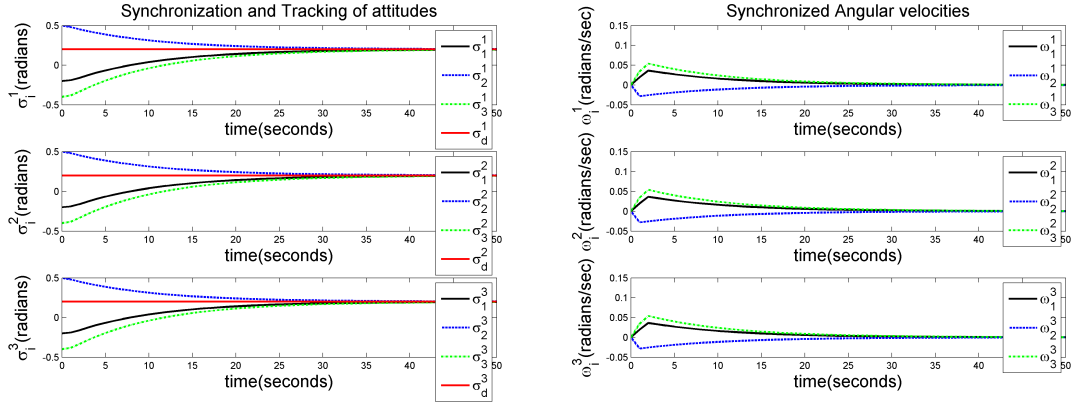 Synchronization and Tracking of attitudes
σ_i^1(radians)
0.5
0
-0.5
0 5 10 15 20 25 30 35 40 50
time(seconds)
σ_1^1
σ_2^1
σ_3^1
σ_d^1
σ_i^2(radians)
0.5
0
-0.5
0 5 10 15 20 25 30 35 40 50
time(seconds)
σ_1^2
σ_2^2
σ_3^2
σ_d^2
σ_i^3(radians)
0.5
0
-0.5
0 5 10 15 20 25 30 35 40 50
time(seconds)
σ_1^3
σ_2^3
σ_3^3
σ_d^3
Synchronized Angular velocities
ω_i^1(radians/sec)
0.15
0.1
0.05
0
-0.05
0 5 10 15 20 25 30 35 40 50
time(seconds)
ω_1^1
ω_2^1
ω_3^1
ω_i^2(radians/sec)
0.15
0.1
0.05
0
-0.05
0 5 10 15 20 25 30 35 40 50
time(seconds)
ω_1^2
ω_2^2
ω_3^2
ω_i^3(radians/sec)
0.15
0.1
0.05
0
-0.05
0 5 10 15 20 25 30 35 40 50
time(seconds)
ω_1^3
ω_2^3
ω_3^3